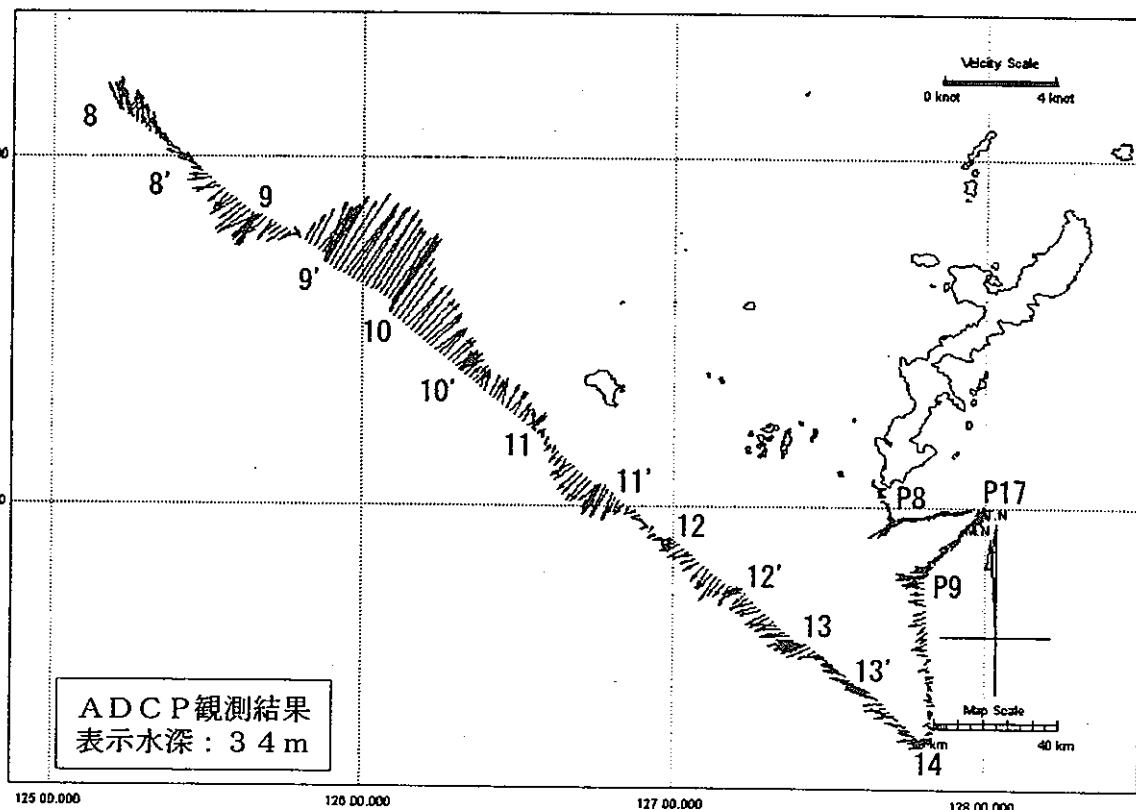 Velcity Scale
0 knot 4 knot
8
8'
9
9'
10
10'
11
11'
12
12'
13
13'
14
P8
P17
P9
ADCP観測結果
表示水深：34m
Map Scale
km 40 km
125 00.000 126 00.000 127 00.000 128 00.000